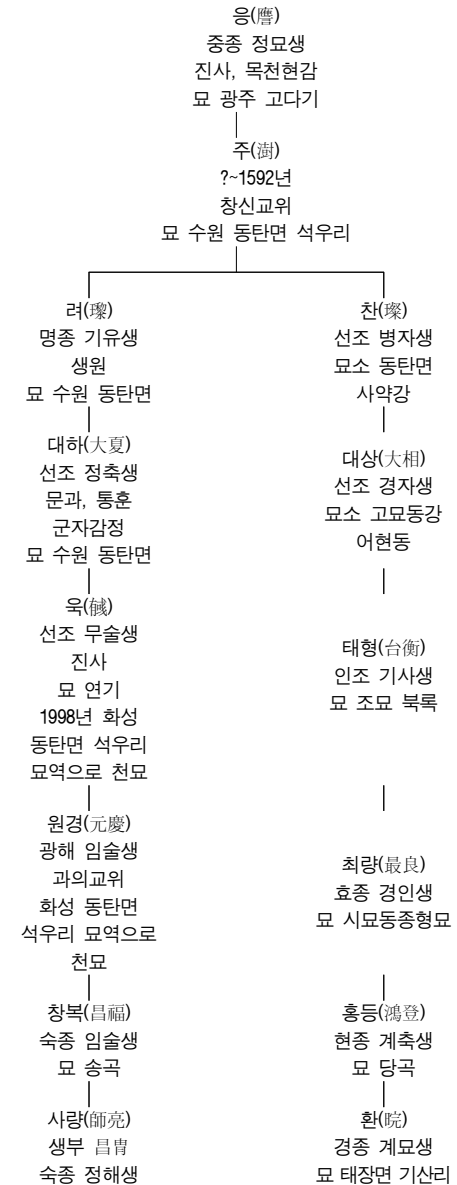 응(譍)
중종 정묘생
진사, 목천현감
묘 광주 고다기
주(澍)
?~1592년
창신교위
묘 수원 동탄면 석우리
려(瓈)
명종 기유생
생원
묘 수원 동탄면
대하(大夏)
선조 정축생
문과, 통훈
군자감정
묘 수원 동탄면
욱(稶)
선조 무술생
진사
묘 연기
1998년 화성
동탄면 석우리
묘역으로 천묘
원경(元慶)
광해 임술생
과의교위
화성 동탄면
석우리 묘역으로
천묘
창복(昌福)
숙종 임술생
묘 송곡
사량(師亮)
생부 昌胄
숙종 정해생
찬(璨)
선조 병자생
묘소 동탄면
사약강
대상(大相)
선조 경자생
묘소 고묘동강
어현동
태형(台衡)
인조 기사생
묘 조묘 북록
최량(最良)
효종 경인생
묘 시묘동종형묘
홍등(鴻登)
현종 계축생
묘 당곡
환(晥)
경종 계묘생
묘 태장면 기산리